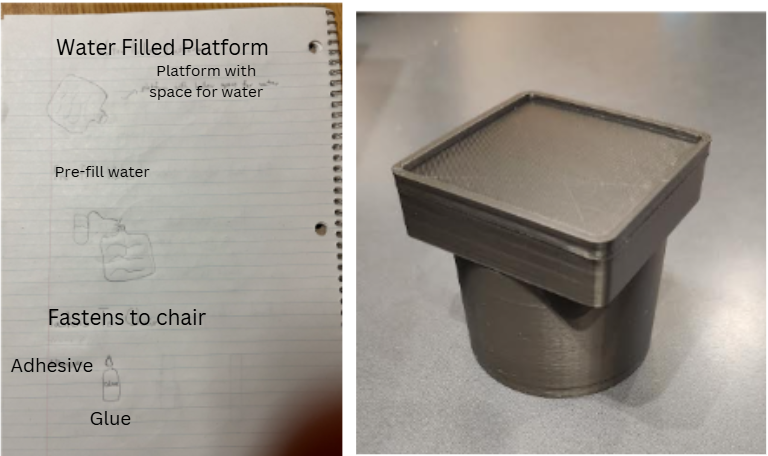 Water Filled Platform
Platform with
space for water
Pre-fill water
Fastens to chair
Adhesive
Glue